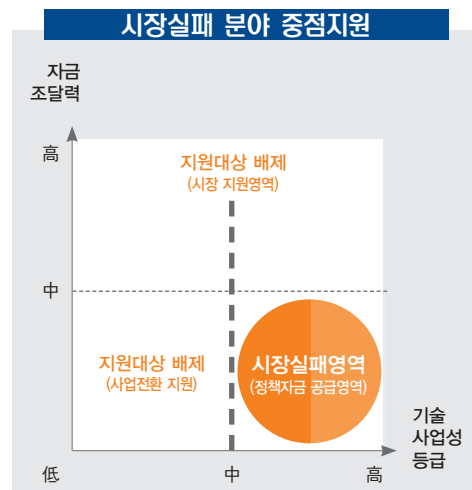 시장실패 분야 중점지원
자금
조달력
高
지원대상 배제
(시장 지원영역)
中
지원대상 배제
(사업전환 지원)
시장실패영역
(정책자금 공급영역)
기술
사업성
등급
低
中
高